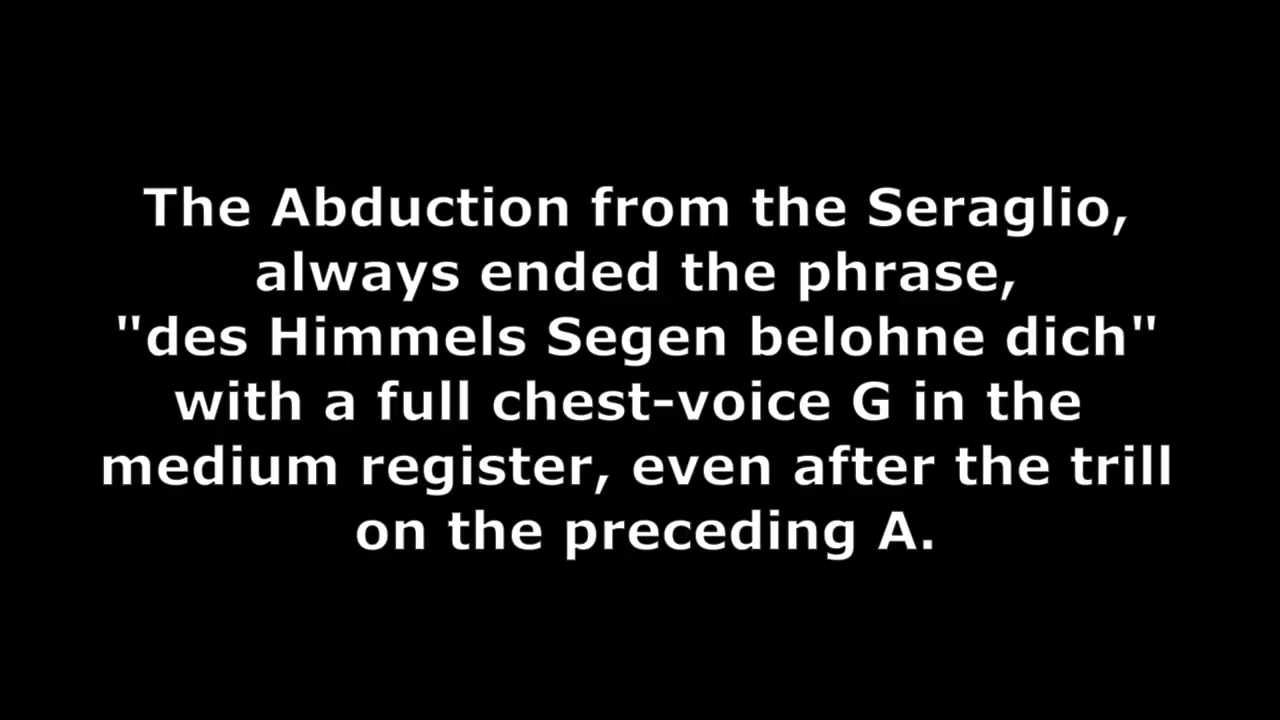 The Abduction from the Seraglio,
always ended the phrase,
"des Himmels Segen belohne dich"
with a full chest-voice G in the
medium register, even after the trill
on the preceding A.